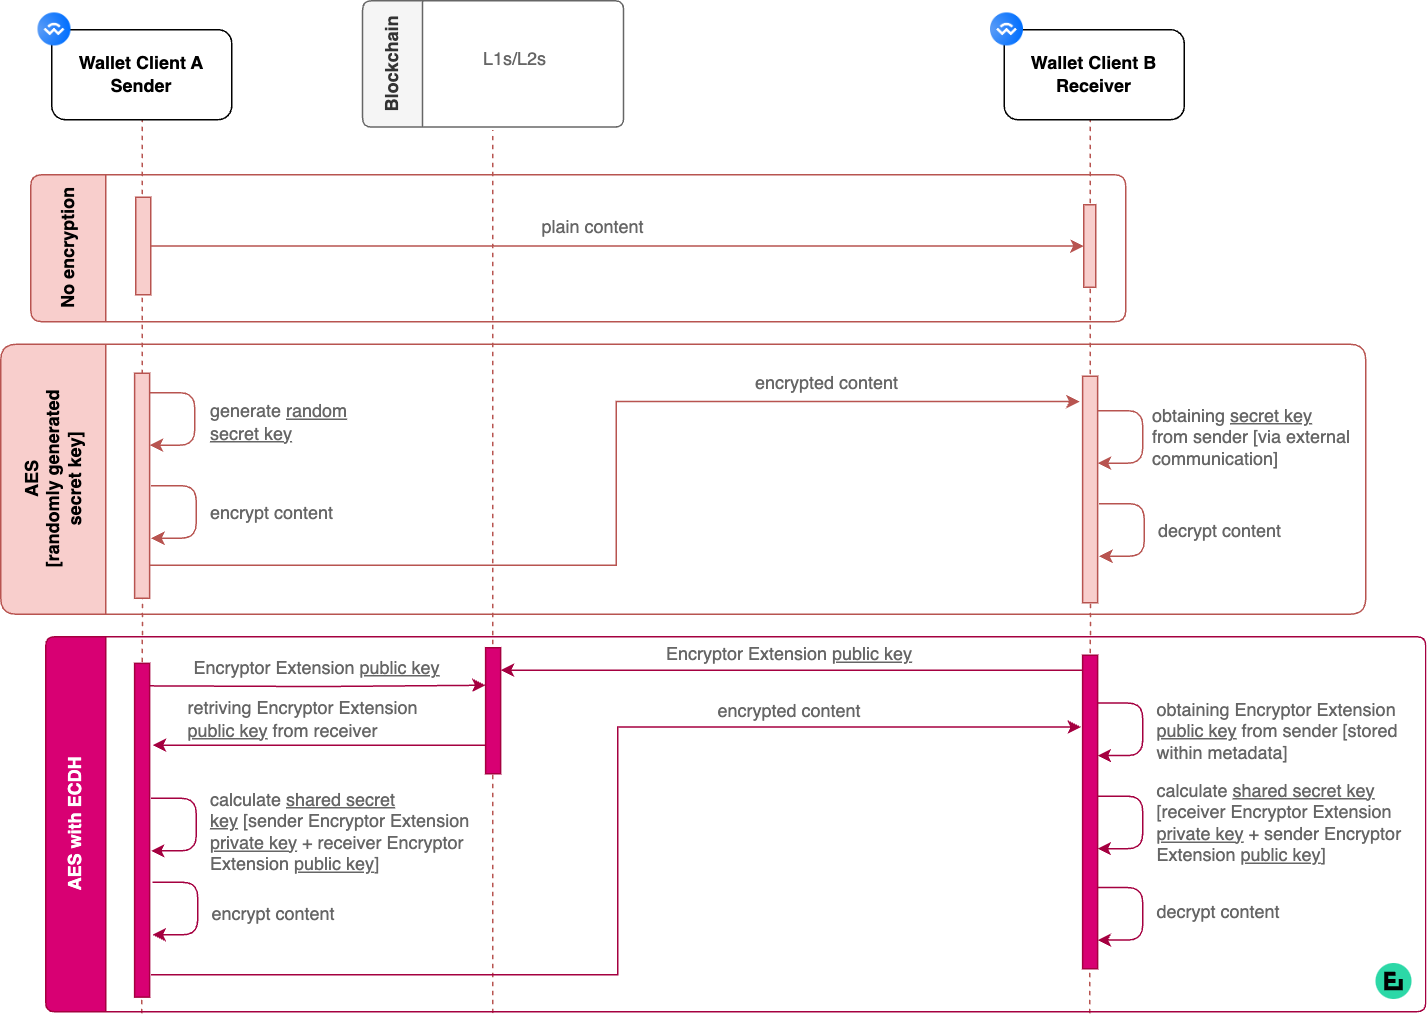 Wallet Client A
Sender
Blockchain
L1s/L2s
Wallet Client B
Receiver
No encryption
plain content
AES
[randomly generated
secret key]
generate random
secret key
encrypt content
encrypted content
obtaining secret key
from sender [via external
communication]
decrypt content
AES with ECDH
Encryptor Extension public key
Encryptor Extension public key
retriving Encryptor Extension
public key from receiver
encrypted content
obtaining Encryptor Extension
public key from sender [stored
within metadata]
calculate shared secret
key [sender Encryptor Extension
private key + receiver Encryptor
Extension public key]
calculate shared secret key
[receiver Encryptor Extension
private key + sender Encryptor
Extension public key]
encrypt content
decrypt content